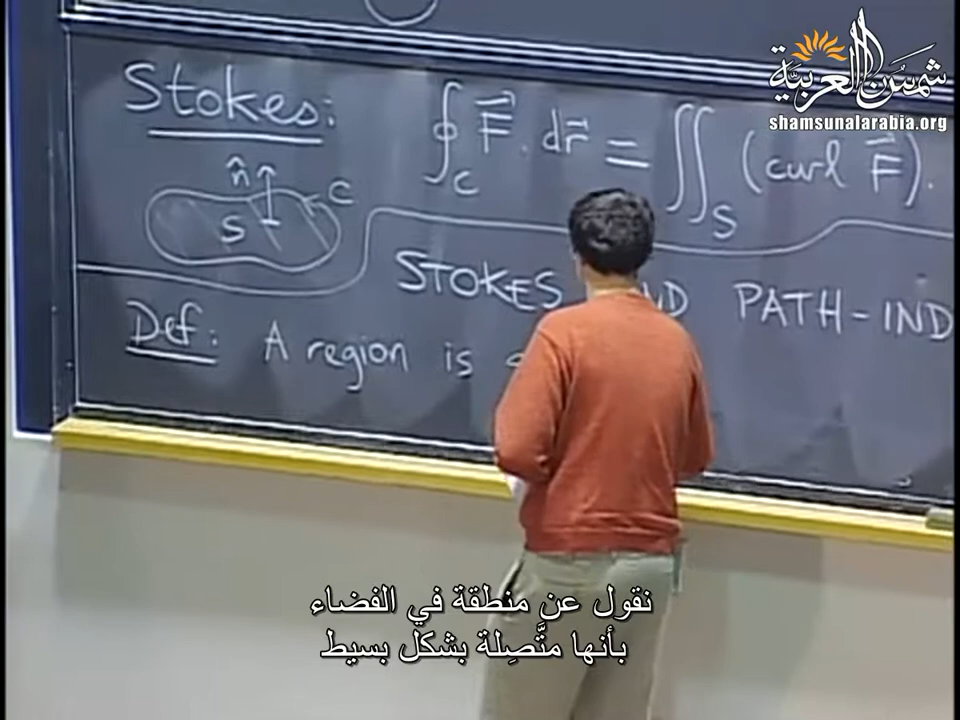 شمس العربية
shamsunalarabia.org
Stokes:
∮_C F⃗ · dr⃗ = ∬_S (curl F⃗) ·
n̂
C
S
STOKES ND PATH-IND
Def: A region is
نقول عن منطقة في الفضاء
بأنها متَّصِلة بشكل بسيط